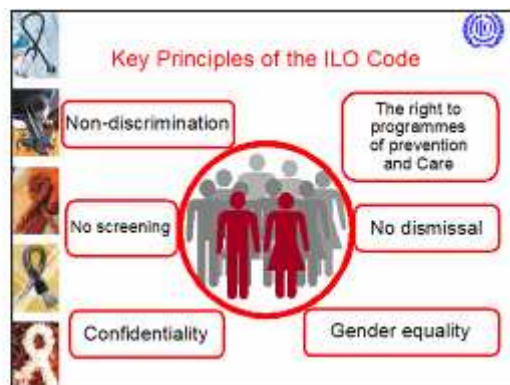 Key Principles of the ILO Code
Non-discrimination
The right to
programmes
of prevention
and Care
No screening
No dismissal
Confidentiality
Gender equality